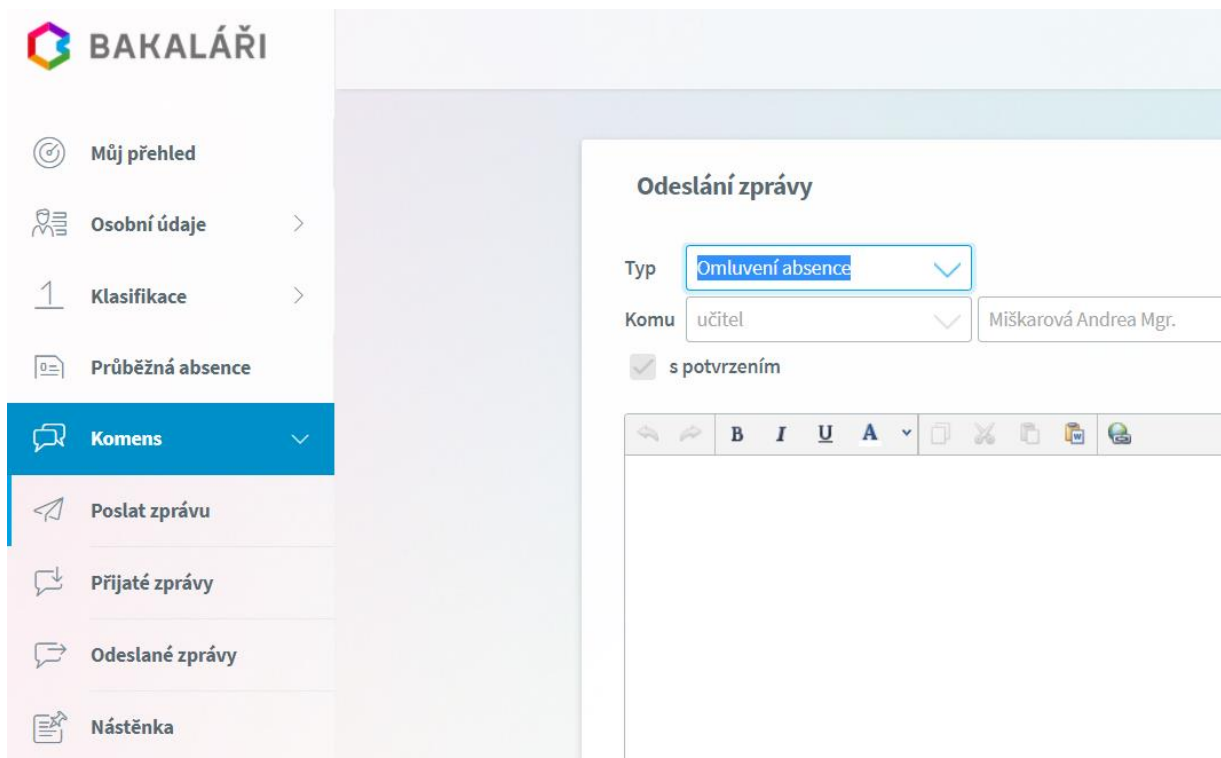 BAKALÁŘI
Můj přehled
Osobní údaje
Klasifikace
Průběžná absence
Komens
Poslat zprávu
Přijaté zprávy
Odeslané zprávy
Nástěnka
Odeslání zprávy
Typ Omluvení absence
Komu učitel Miškarová Andrea Mgr.
s potvrzením
B I U A